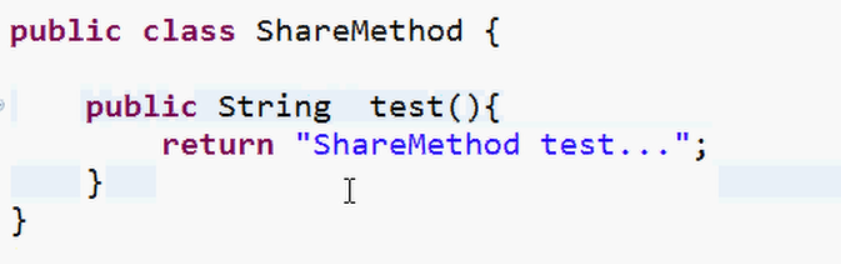 public class ShareMethod {
public String  test(){
return "ShareMethod test...";
}
}